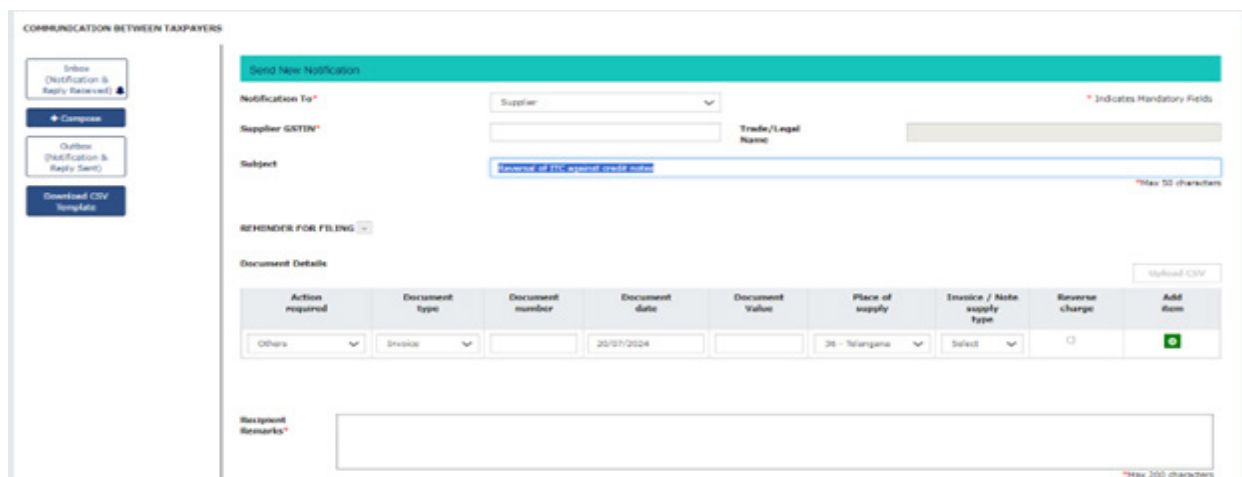 COMMUNICATION BETWEEN TAXPAYERS
Inbox
(Notification &
Reply Received)
+ Compose
Outbox
(Notification &
Reply Sent)
Download CSV
Template
Send New Notification
Notification To*
Supplier
* Indicates Mandatory Fields
Supplier GSTIN*
Trade/Legal
Name
Subject
Reversal of ITC against credit notes
*Max 50 characters
REMINDER FOR FILING
Document Details
Upload CSV
Action
required
Document
type
Document
number
Document
date
Document
Value
Place of
supply
Invoice / Note
supply
type
Reverse
charge
Add
item
Others
Invoice
20/07/2024
36 - Telangana
Select
Recipient
Remarks*
*Max 200 characters